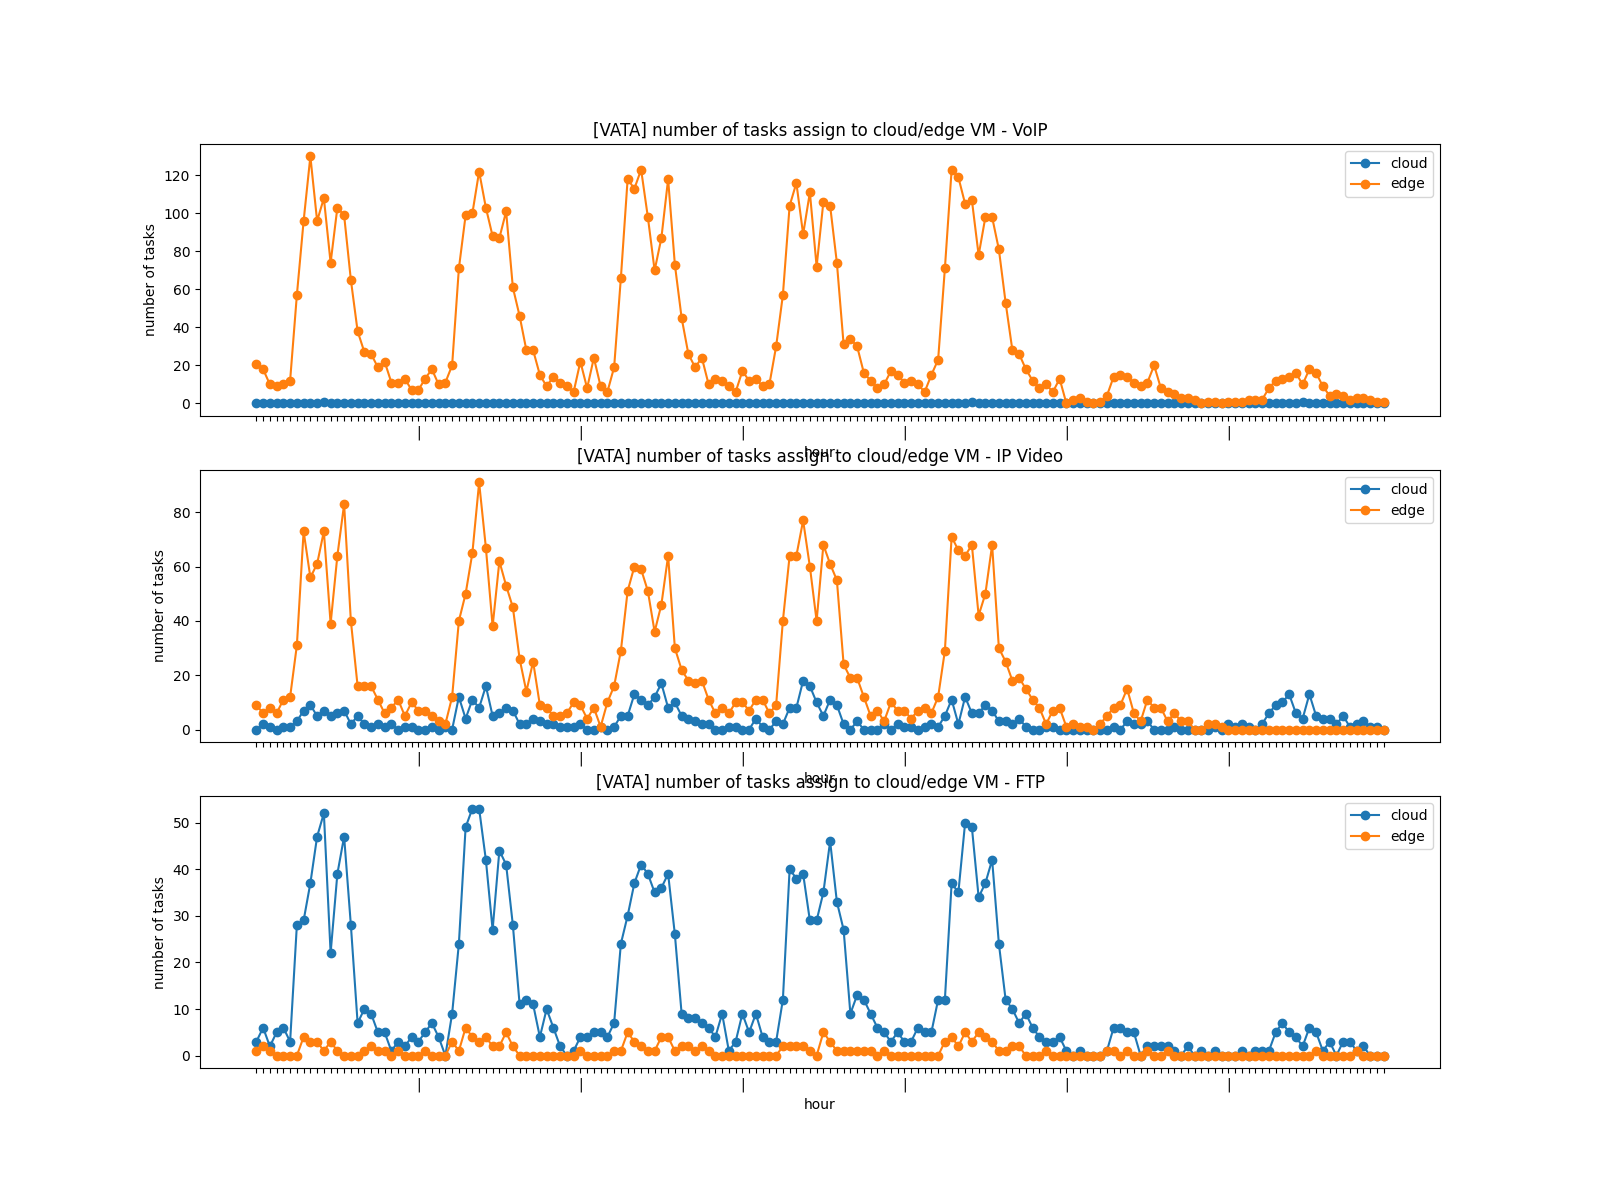 [VATA] number of tasks assign to cloud/edge VM - VoIP
cloud
edge
number of tasks
120
100
80
60
40
20
0
hour
[VATA] number of tasks assign to cloud/edge VM - IP Video
cloud
edge
number of tasks
80
60
40
20
0
hour
[VATA] number of tasks assign to cloud/edge VM - FTP
cloud
edge
number of tasks
50
40
30
20
10
0
hour